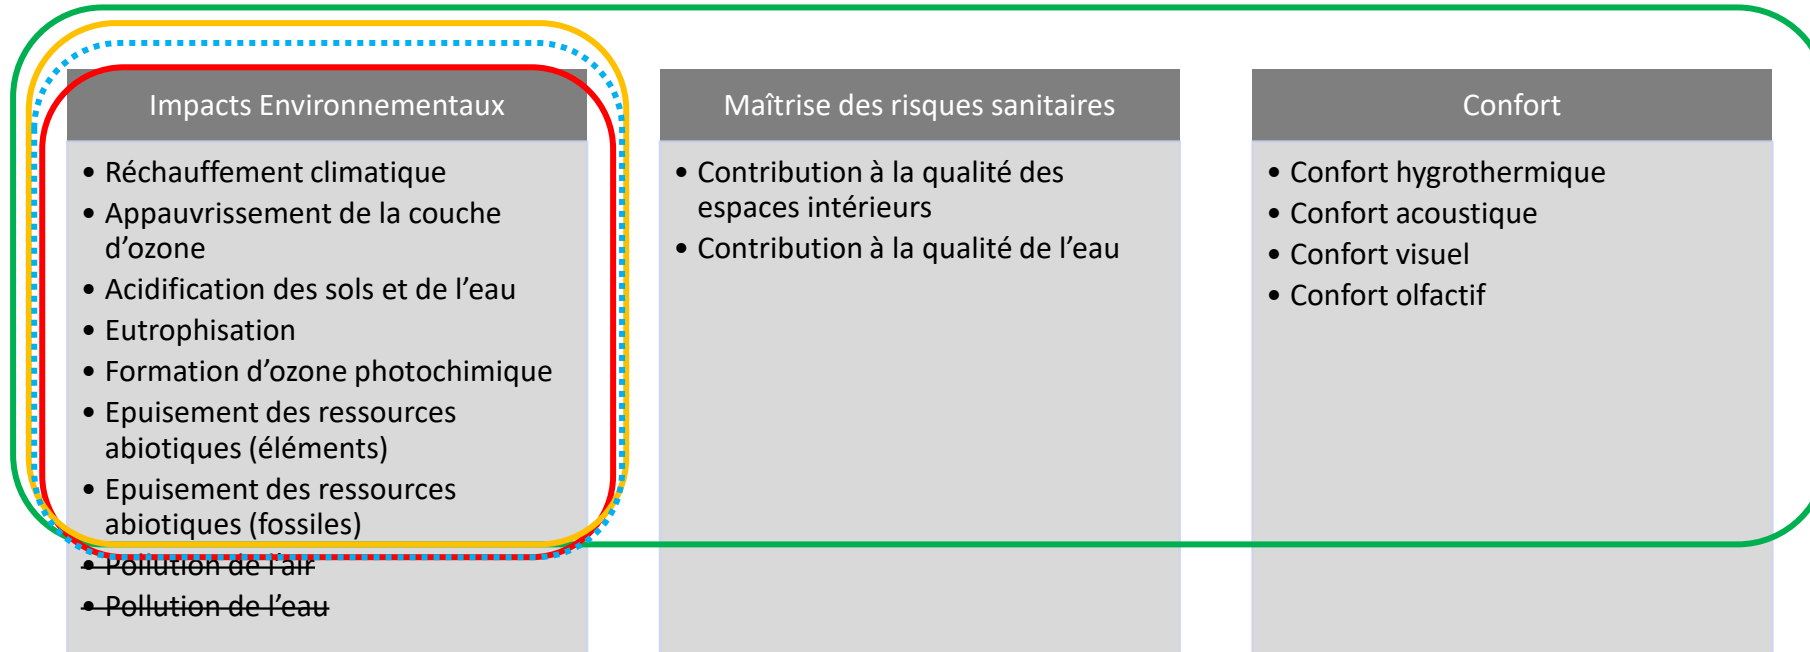 Impacts Environnementaux
• Réchauffement climatique
• Appauvrissement de la couche
d’ozone
• Acidification des sols et de l’eau
• Eutrophisation
• Formation d’ozone photochimique
• Epuisement des ressources
abiotiques (éléments)
• Epuisement des ressources
abiotiques (fossiles)
• Pollution de l’air
• Pollution de l’eau
Maîtrise des risques sanitaires
• Contribution à la qualité des
espaces intérieurs
• Contribution à la qualité de l’eau
Confort
• Confort hygrothermique
• Confort acoustique
• Confort visuel
• Confort olfactif